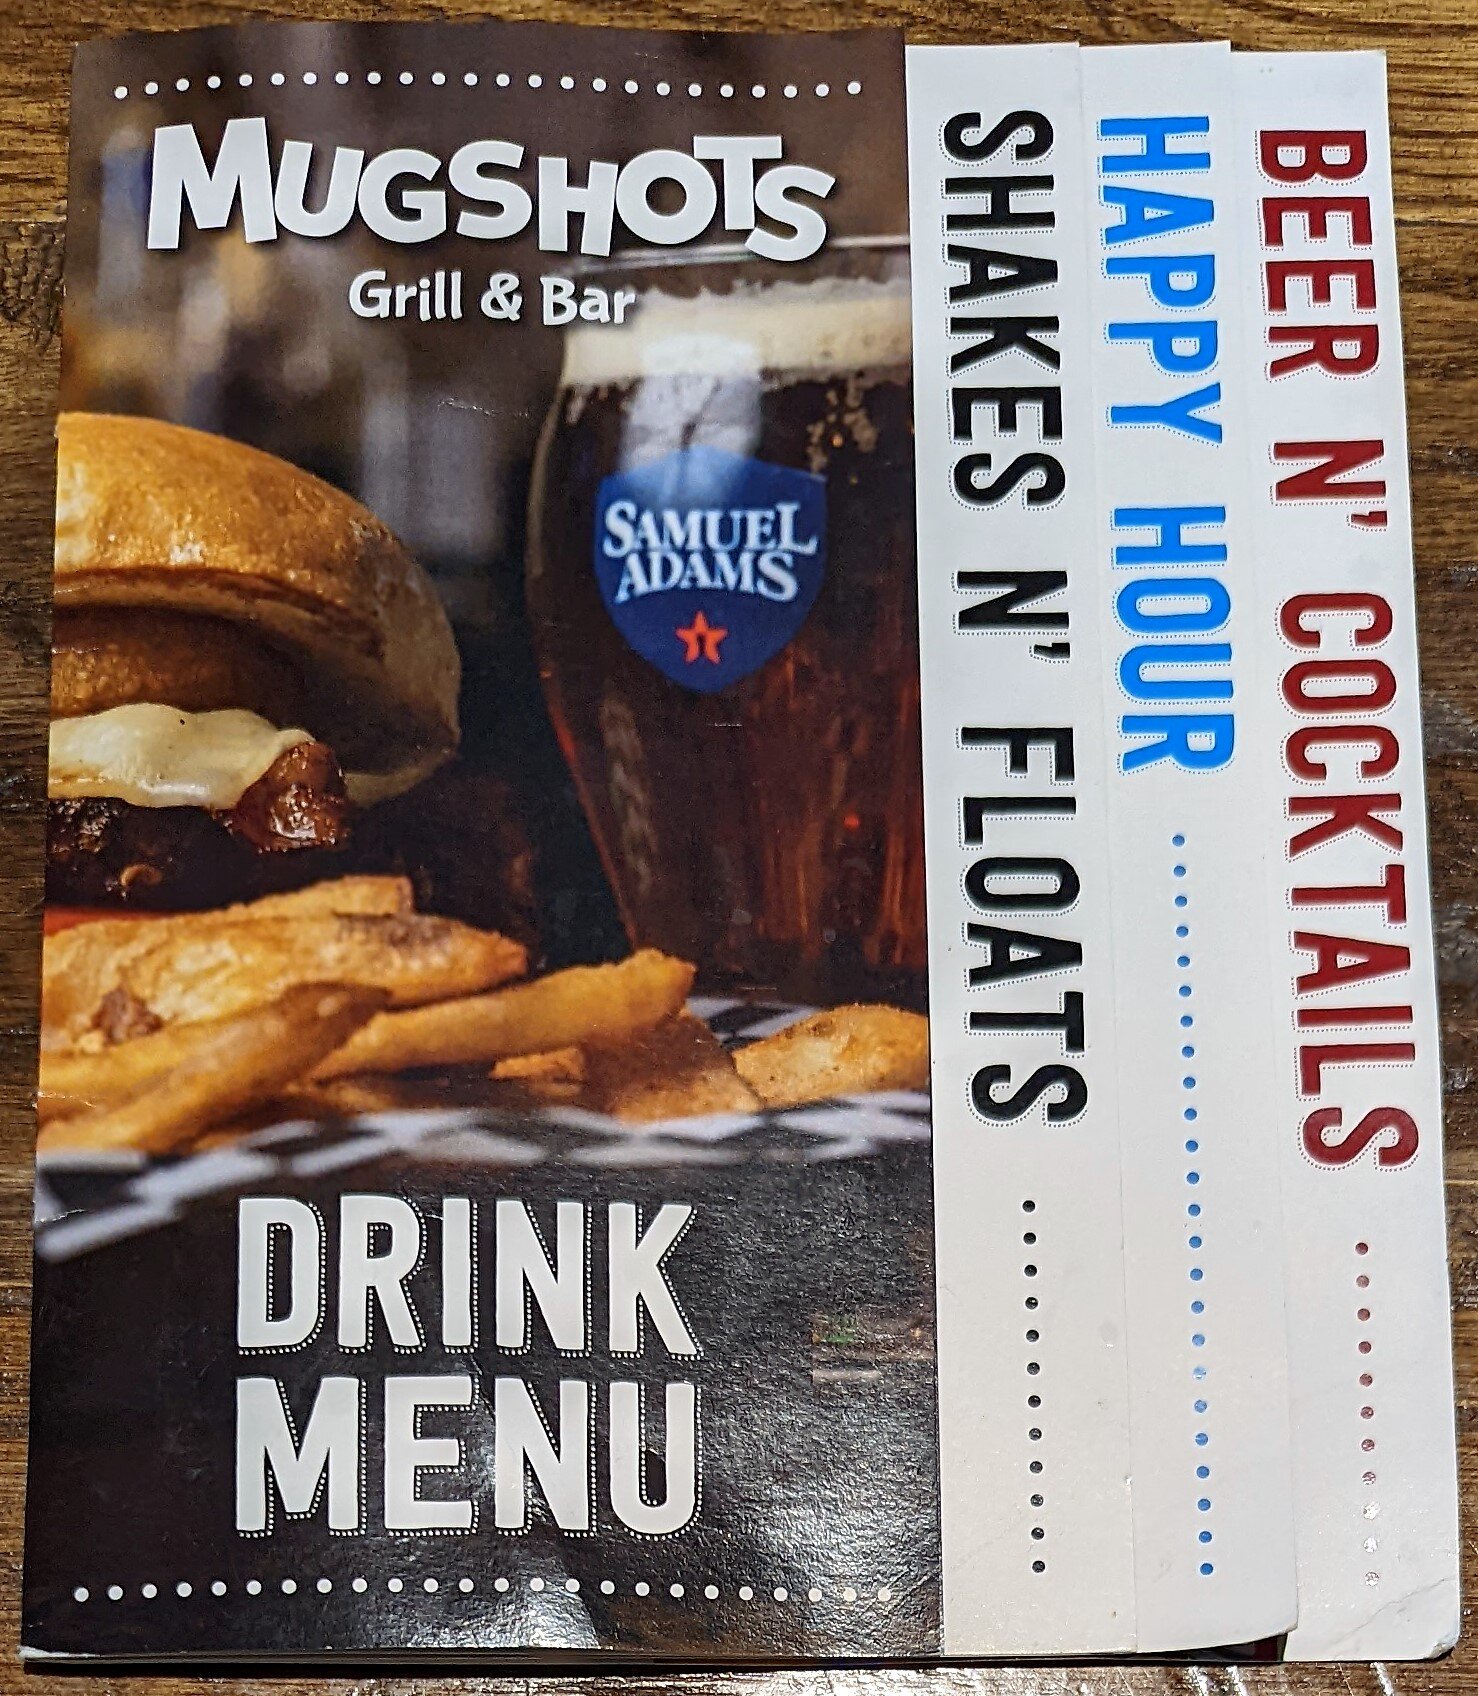 MUGSHOTS
Grill & Bar
SAMUEL
ADAMS
DRINK
MENU
SHAKES N' FLOATS
HAPPY HOUR
BEER N' COCKTAILS